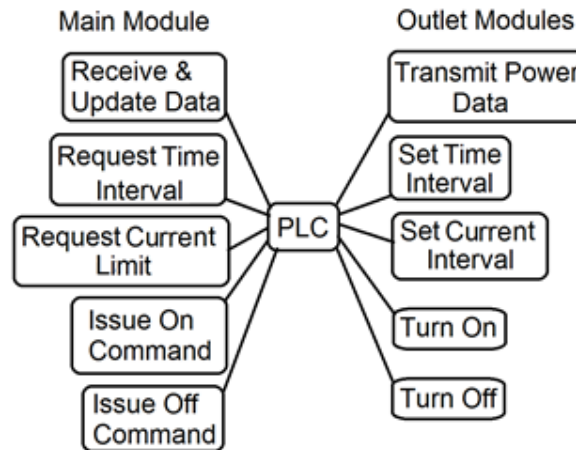 Main Module
Outlet Modules
Receive &
Update Data
Transmit Power
Data
Request Time
Interval
Set Time
Interval
PLC
Request Current
Limit
Set Current
Interval
Issue On
Command
Turn On
Issue Off
Command
Turn Off